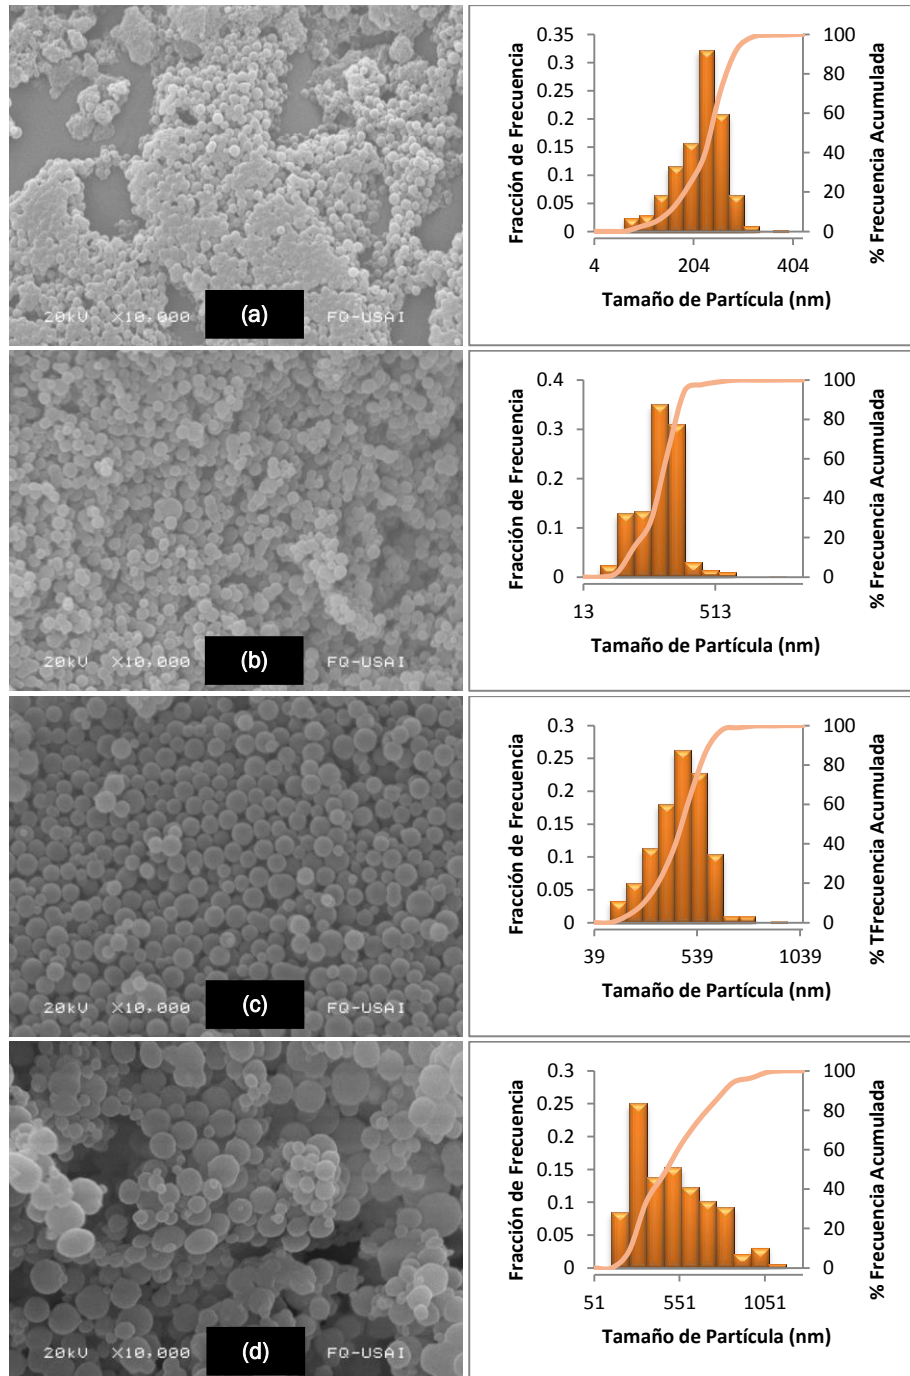 20kV X10,000 (a) FQ-USAI
Fracción de Frecuencia
0.35
0.3
0.25
0.2
0.15
0.1
0.05
0
100
80
60
40
20
0
% Frecuencia Acumulada
4 204 404
Tamaño de Partícula (nm)
20kV X10,000 (b) FQ-USAI
Fracción de Frecuencia
0.4
0.3
0.2
0.1
0
100
80
60
40
20
0
% Frecuencia Acumulada
13 513
Tamaño de Partícula (nm)
20kV X10,000 (c) FQ-USAI
Fracción de Frecuencia
0.3
0.25
0.2
0.15
0.1
0.05
0
100
80
60
40
20
0
% TFrecuencia Acumulada
39 539 1039
Tamaño de Partícula (nm)
20kV X10,000 (d) FQ-USAI
Fracción de Frecuencia
0.3
0.25
0.2
0.15
0.1
0.05
0
100
80
60
40
20
0
% Frecuencia Acumulada
51 551 1051
Tamaño de Partícula (nm)